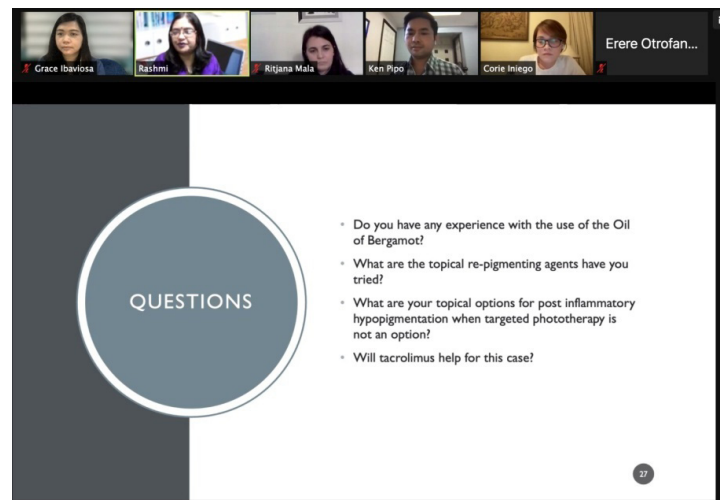 Grace Ibaviosa
Rashmi
Ritjana Mala
Ken Pipo
Corie Iniego
Erere Otrofan...
QUESTIONS
Do you have any experience with the use of the Oil
of Bergamot?
What are the topical re-pigmenting agents have you
tried?
What are your topical options for post inflammatory
hypopigmentation when targeted phototherapy is
not an option?
Will tacrolimus help for this case?
27